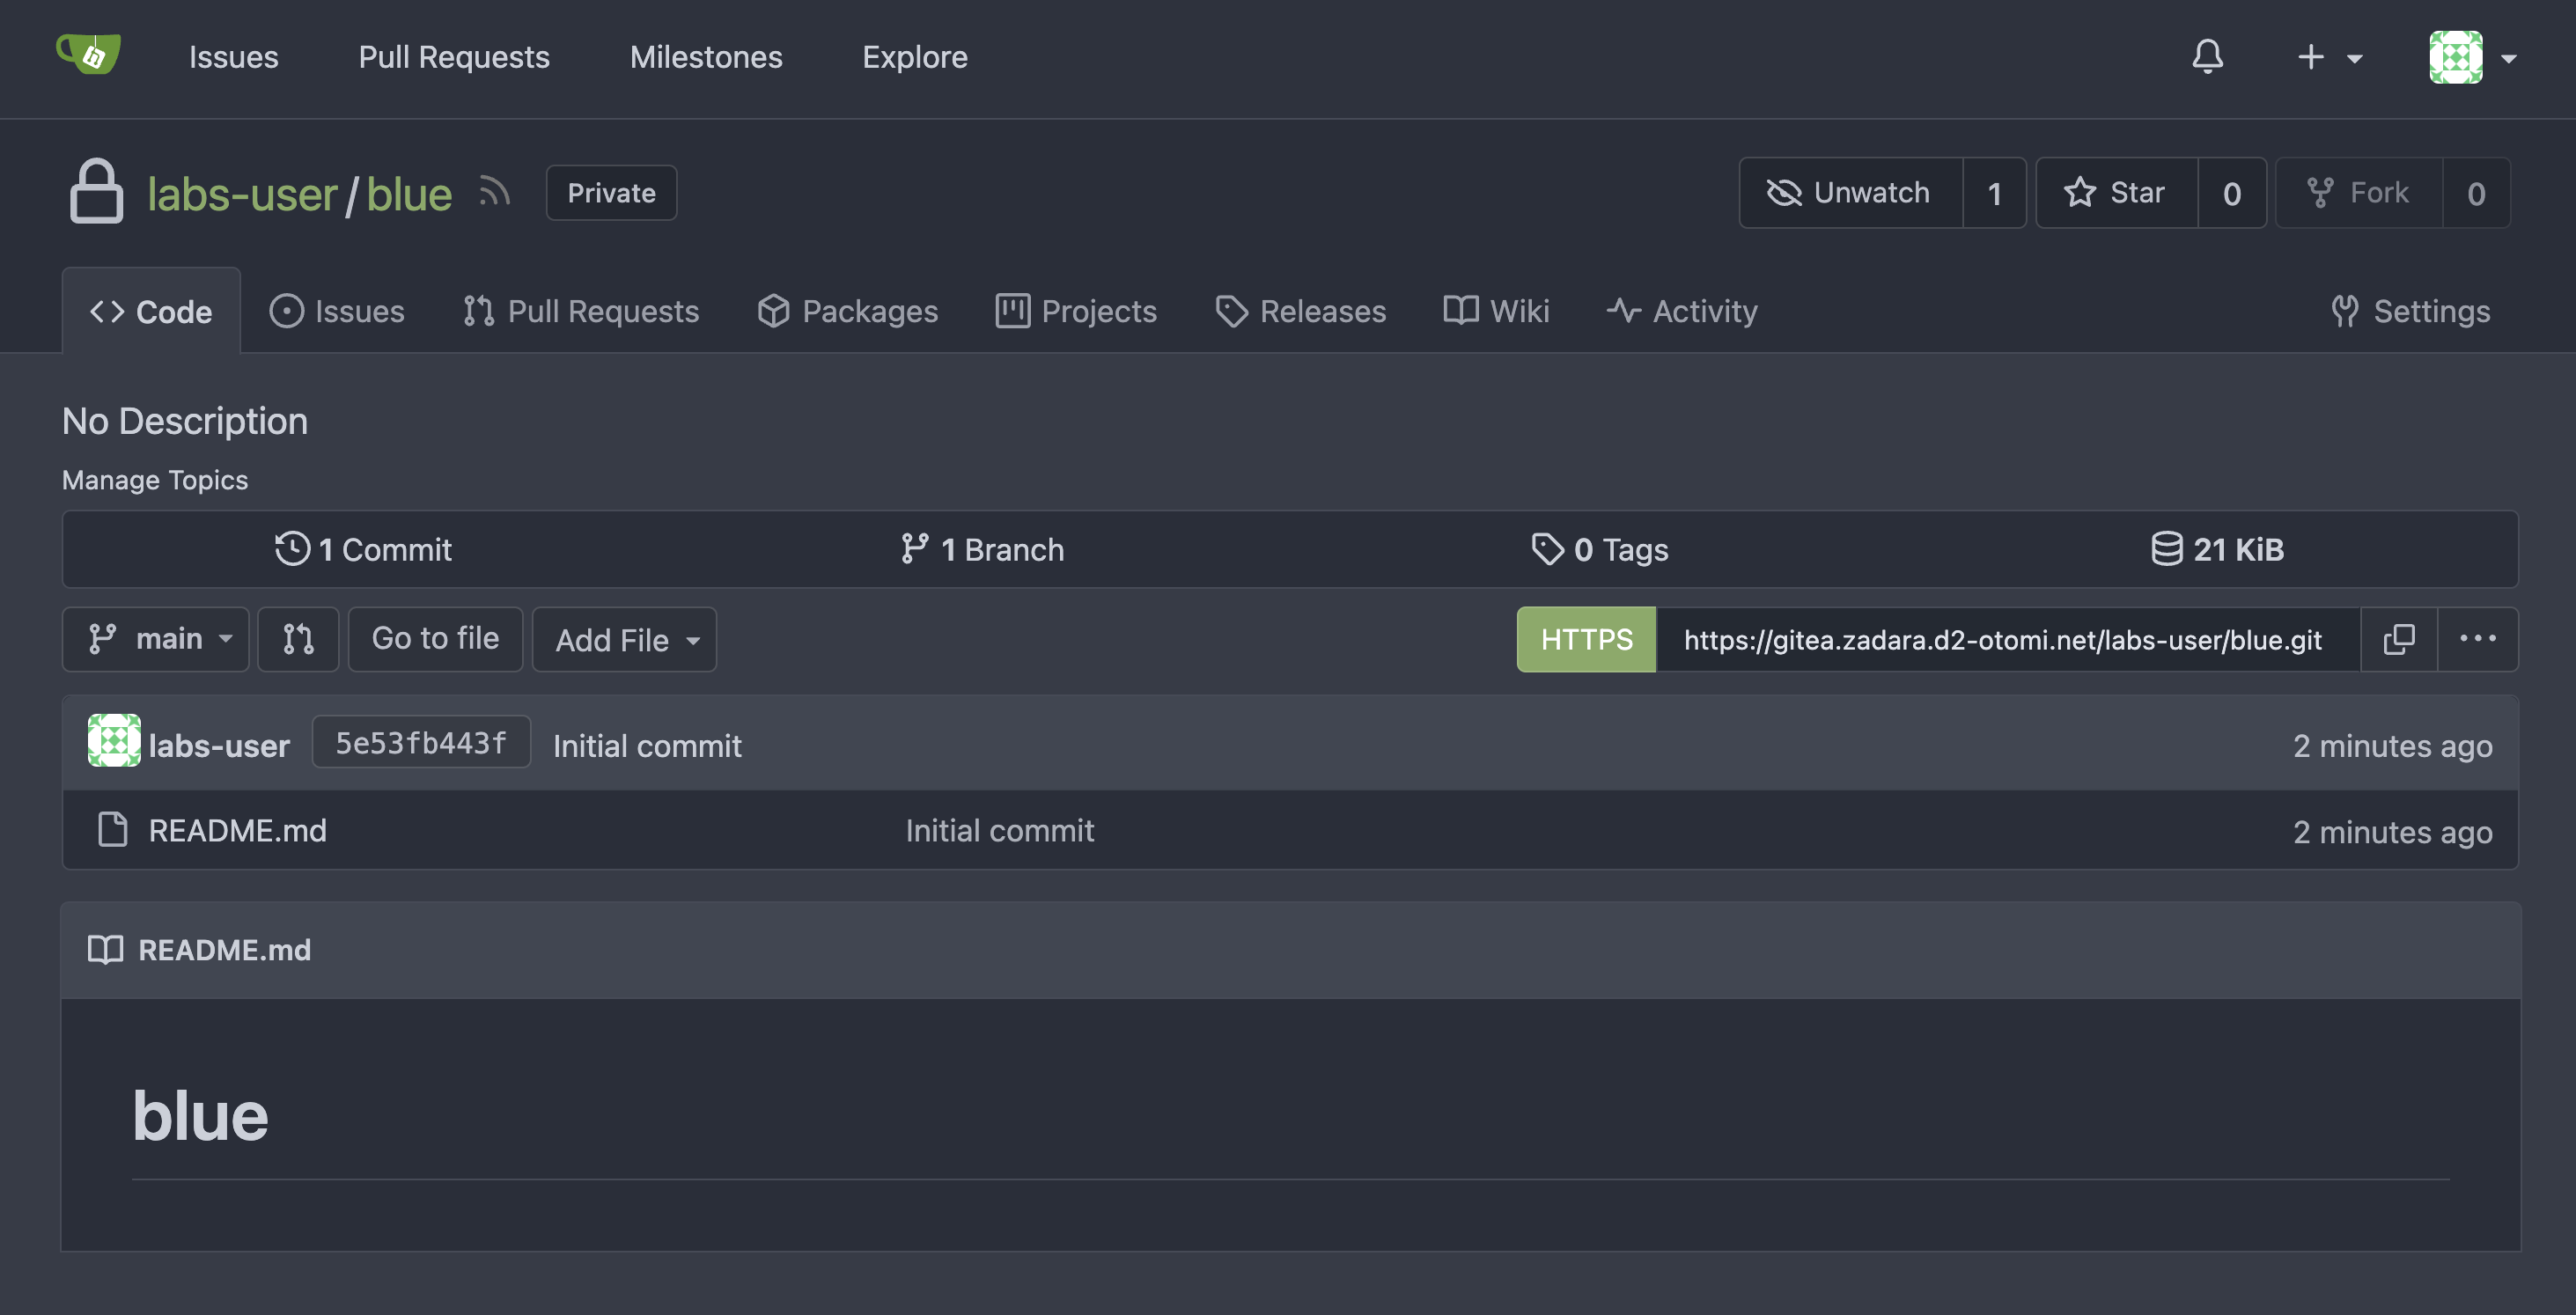 Issues Pull Requests Milestones Explore
labs-user/blue Private Unwatch 1 Star 0 Fork 0
Code Issues Pull Requests Packages Projects Releases Wiki Activity Settings
No Description
Manage Topics
1 Commit 1 Branch 0 Tags 21 KiB
main Go to file Add File HTTPS https://gitea.zadara.d2-otomi.net/labs-user/blue.git
labs-user 5e53fb443f Initial commit 2 minutes ago
README.md Initial commit 2 minutes ago
README.md
blue